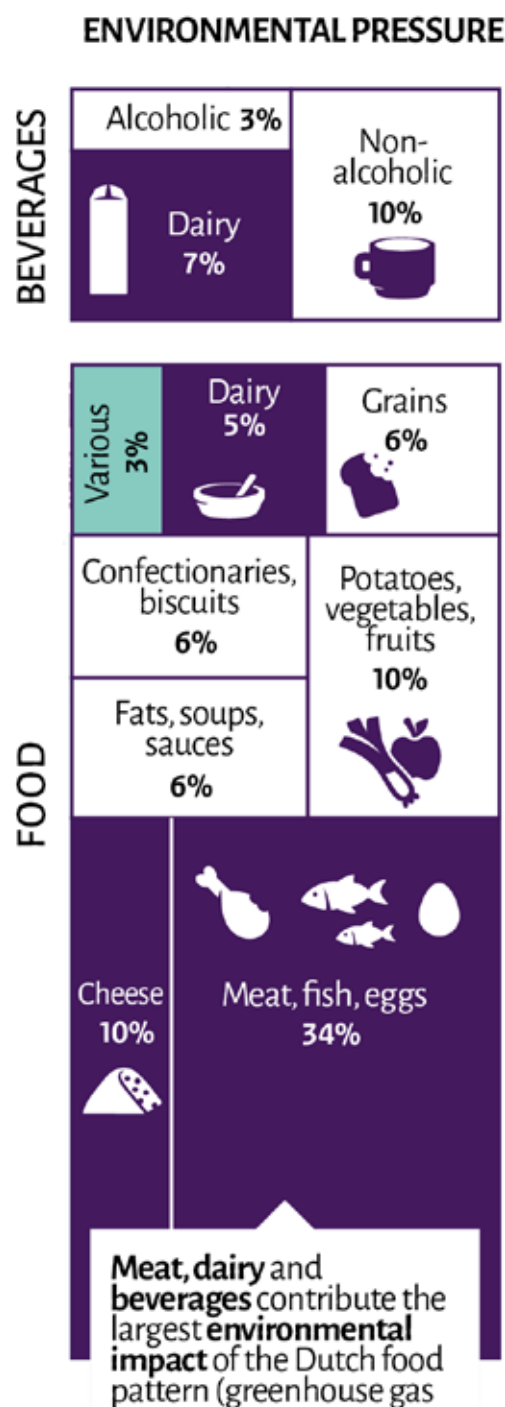 ENVIRONMENTAL PRESSURE
BEVERAGES
Alcoholic 3%
Dairy
7%
Non-
alcoholic
10%
FOOD
Various
3%
Dairy
5%
Grains
6%
Confectionaries,
biscuits
6%
Potatoes,
vegetables,
fruits
10%
Fats, soups,
sauces
6%
Cheese
10%
Meat, fish, eggs
34%
Meat, dairy and
beverages contribute the
largest environmental
impact of the Dutch food
pattern (greenhouse gas